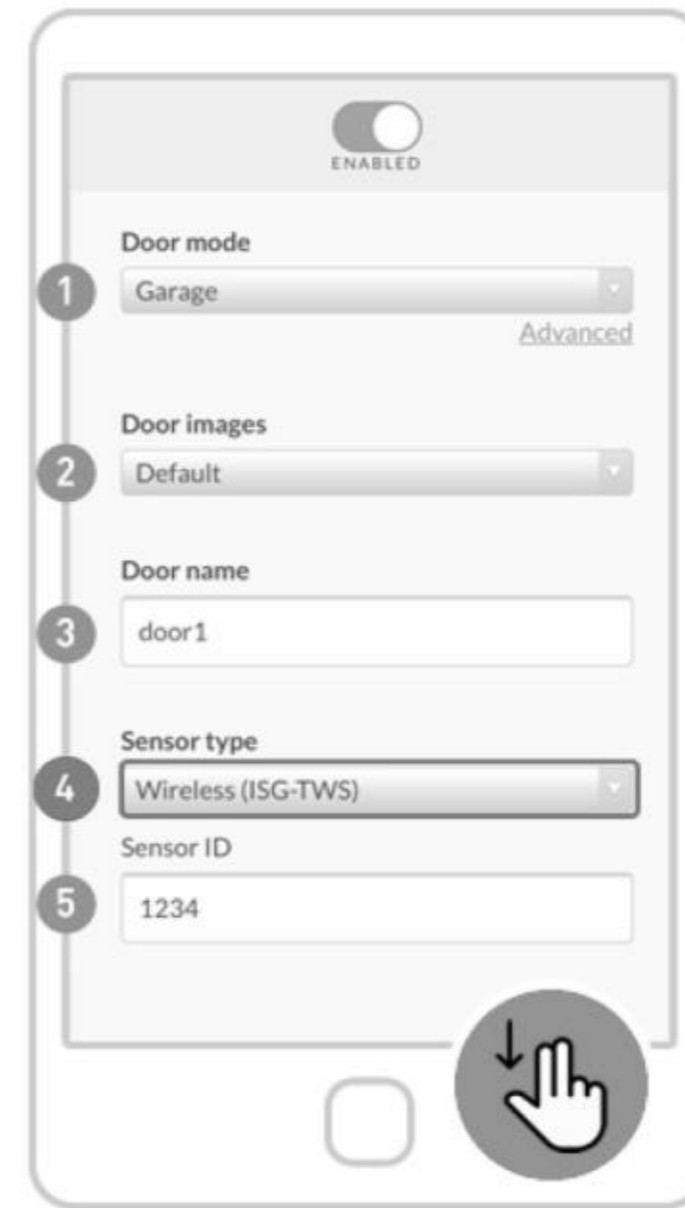 ENABLED
Door mode
1
Garage
Advanced
Door images
2
Default
Door name
3
door1
Sensor type
4
Wireless (ISG-TWS)
Sensor ID
5
1234